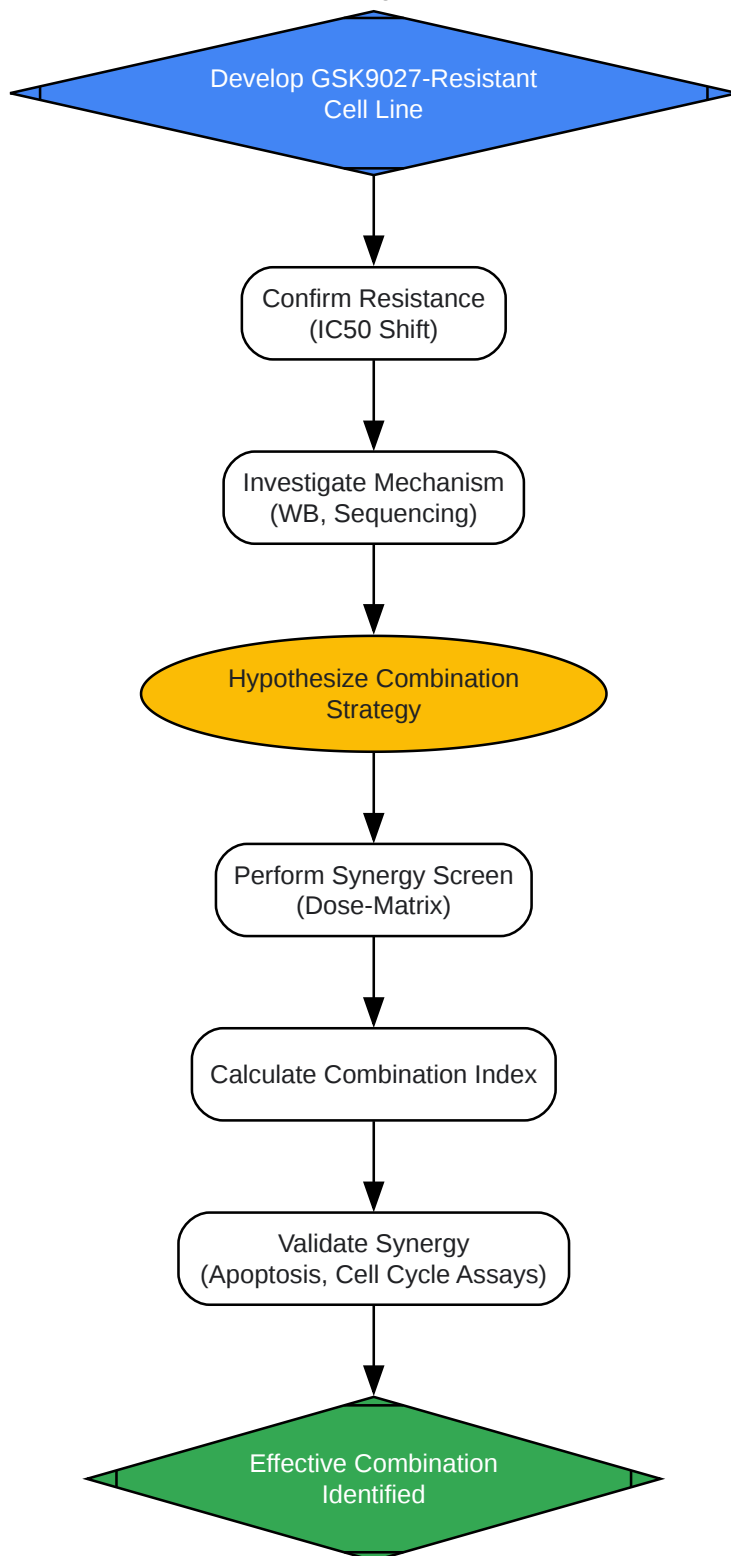 Develop GSK9027-Resistant
Cell Line
Confirm Resistance
(IC50 Shift)
Investigate Mechanism
(WB, Sequencing)
Hypothesize Combination
Strategy
Perform Synergy Screen
(Dose-Matrix)
Calculate Combination Index
Validate Synergy
(Apoptosis, Cell Cycle Assays)
Effective Combination
Identified